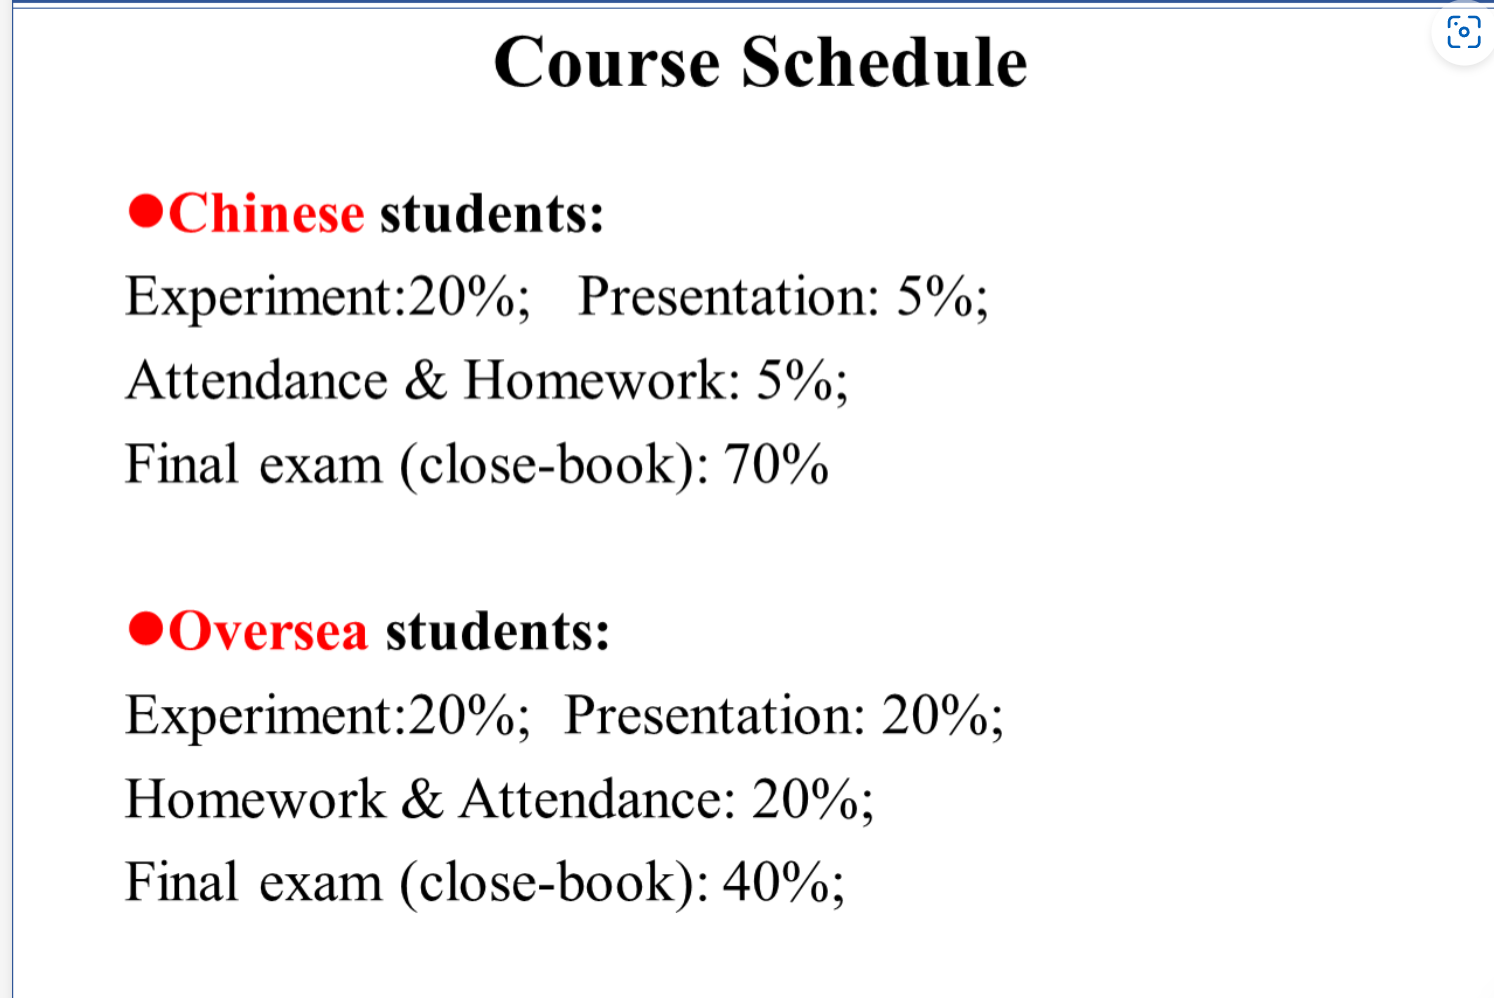 Course Schedule
●Chinese students:
Experiment:20%; Presentation: 5%;
Attendance & Homework: 5%;
Final exam (close-book): 70%
●Oversea students:
Experiment:20%; Presentation: 20%;
Homework & Attendance: 20%;
Final exam (close-book): 40%;